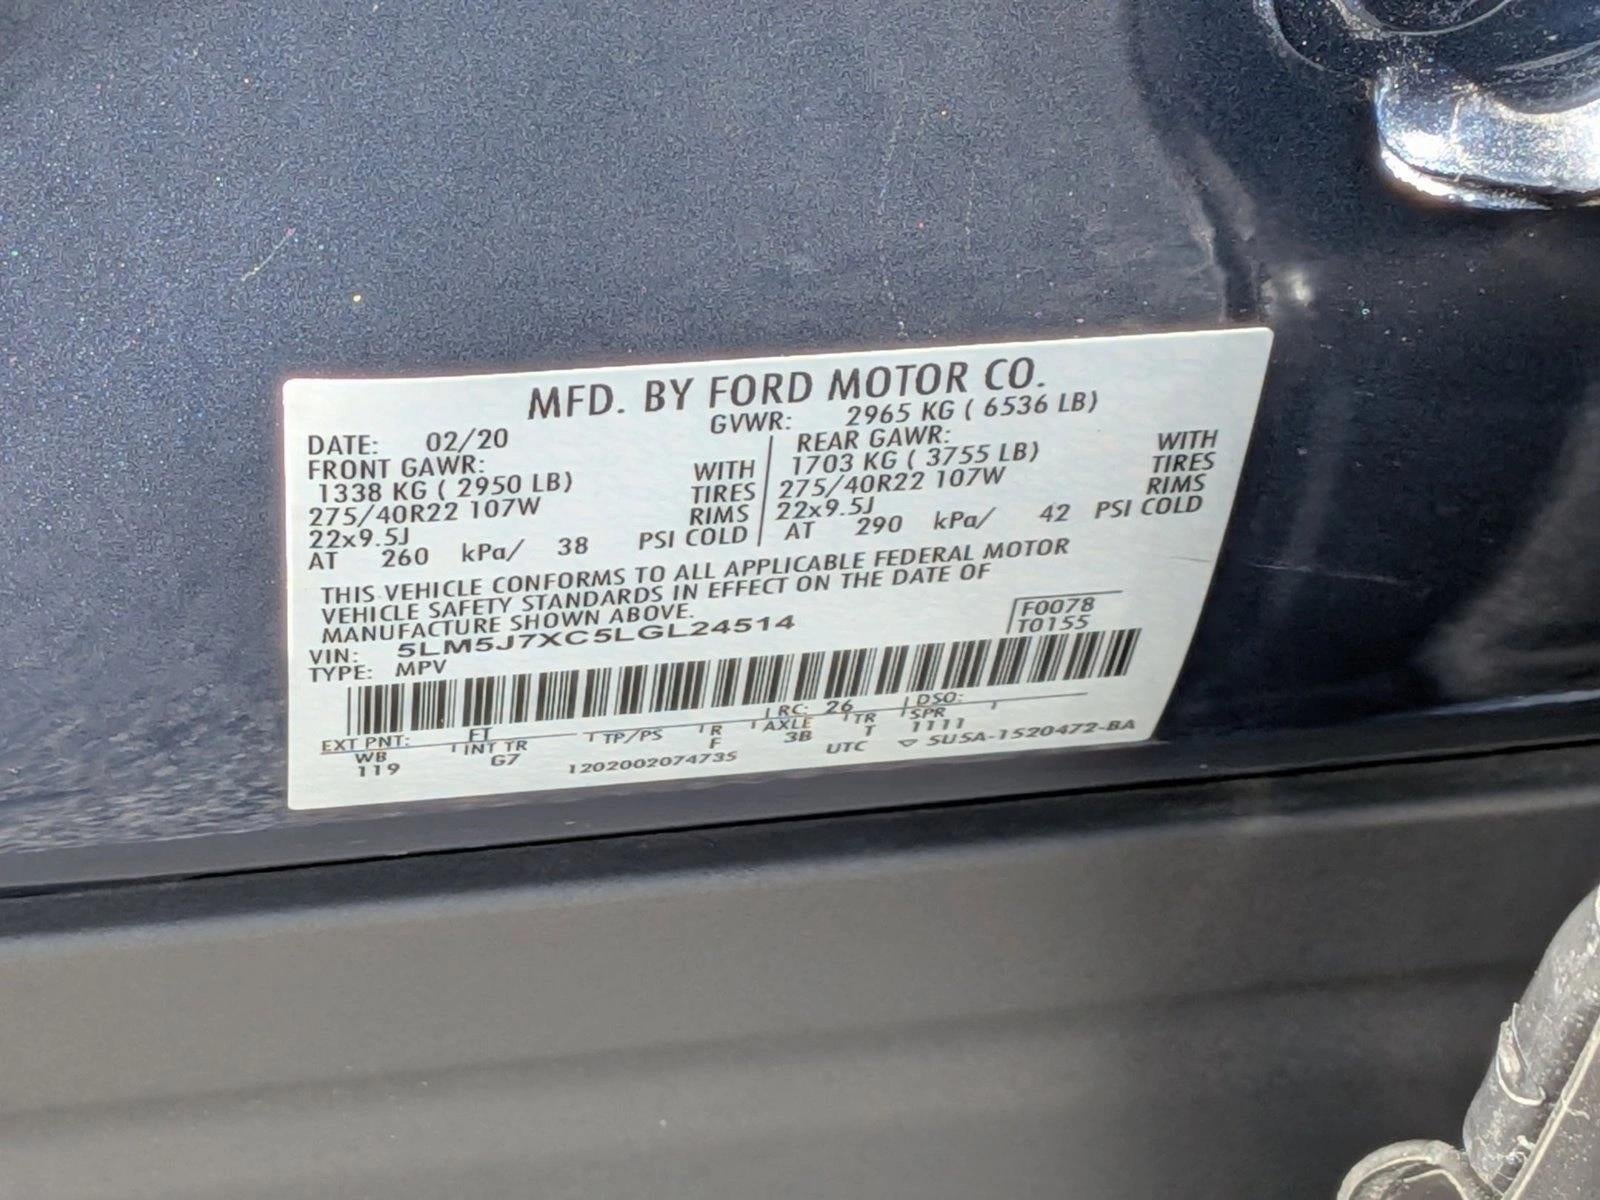 MFD. BY FORD MOTOR CO.
DATE: 02/20 GVWR: 2965 KG ( 6536 LB)
FRONT GAWR: REAR GAWR:
1338 KG ( 2950 LB) WITH 1703 KG ( 3755 LB) WITH
275/40R22 107W TIRES 275/40R22 107W TIRES
22x9.5J RIMS 22x9.5J RIMS
AT 260 kPa/ 38 PSI COLD AT 290 kPa/ 42 PSI COLD
THIS VEHICLE CONFORMS TO ALL APPLICABLE FEDERAL MOTOR
VEHICLE SAFETY STANDARDS IN EFFECT ON THE DATE OF
MANUFACTURE SHOWN ABOVE.
VIN: 5LM5J7XC5LGL24514 F0078
TYPE: MPV T0155
EXT PNT: FT RC: 26 DSO:
WB INT TR TP/PS R AXLE TR SPR
119 G7 F 3B T 1111
1202002074735 UTC ▽ 5U5A-1520472-BA